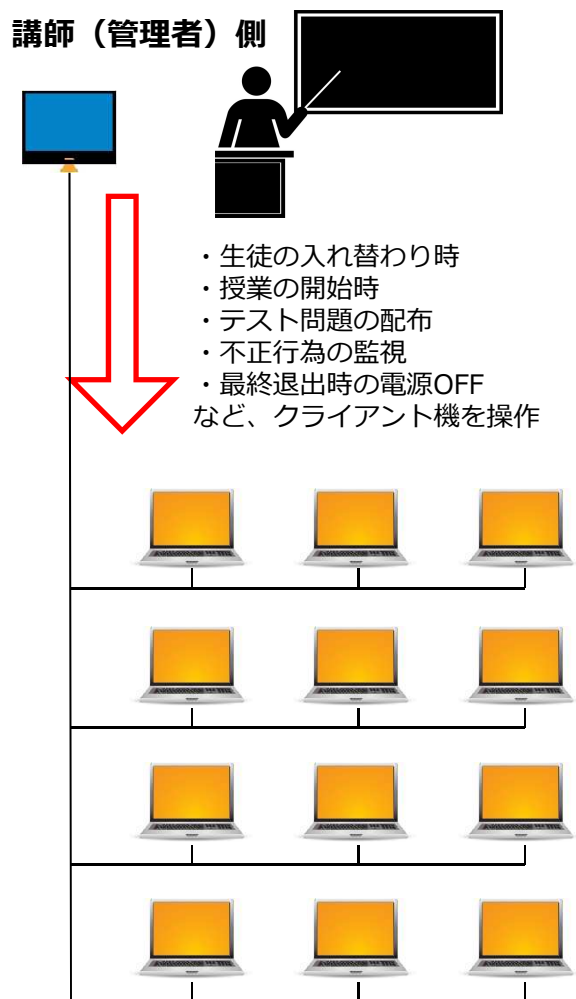 講師（管理者）側
・生徒の入れ替わり時
・授業の開始時
・テスト問題の配布
・不正行為の監視
・最終退出時の電源OFF
など、クライアント機を操作